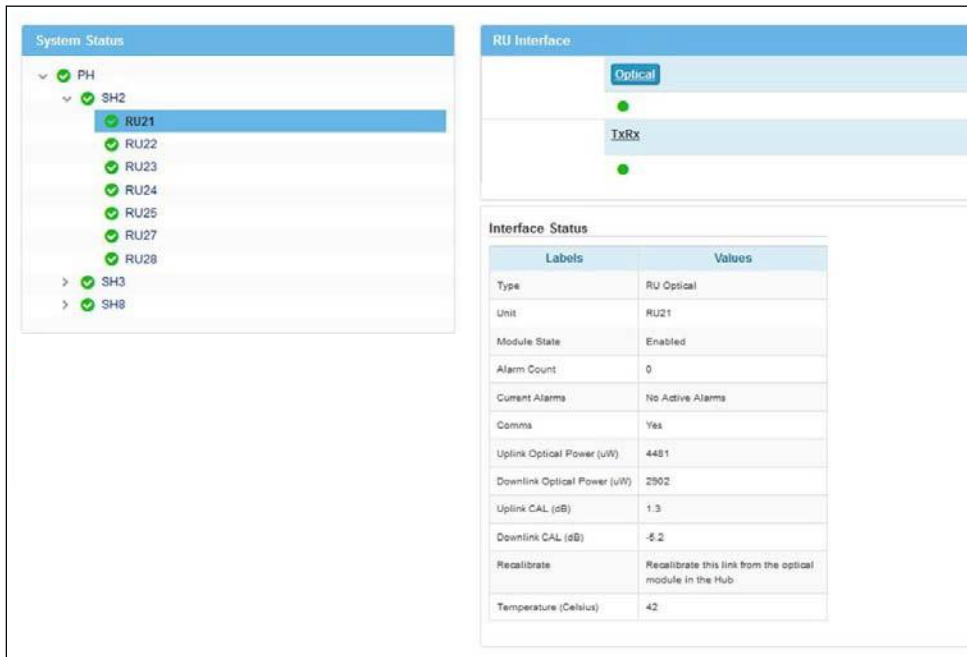 System Status
PH
SH2
RU21
RU22
RU23
RU24
RU25
RU27
RU28
SH3
SH8
RU Interface
Optical
TxRx
Interface Status
Labels Values
Type RU Optical
Unit RU21
Module State Enabled
Alarm Count 0
Current Alarms No Active Alarms
Comms Yes
Uplink Optical Power (uW) 4481
Downlink Optical Power (uW) 2902
Uplink CAL (dB) 1.3
Downlink CAL (dB) -5.2
Recalibrate Recalibrate this link from the optical
module in the Hub
Temperature (Celsius) 42